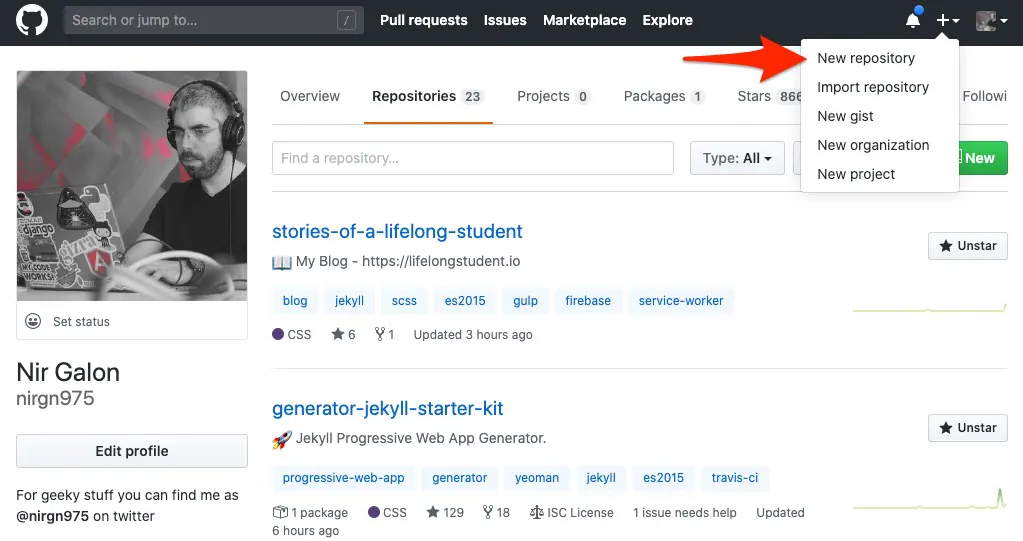 Search or jump to...
/
Pull requests
Issues
Marketplace
Explore
New repository
Import repository
New gist
New organization
New project
Overview
Repositories 23
Projects 0
Packages 1
Stars 866
Followi
Find a repository...
Type: All
New
stories-of-a-lifelong-student
My Blog - https://lifelongstudent.io
Unstar
blog jekyll scss es2015 gulp firebase service-worker
CSS 6 1 Updated 3 hours ago
django
MY CODE
WORKS!
Set status
Nir Galon
nirgn975
Edit profile
For geeky stuff you can find me as
@nirgn975 on twitter
generator-jekyll-starter-kit
Jekyll Progressive Web App Generator.
Unstar
progressive-web-app generator yeoman jekyll es2015 travis-ci
1 package CSS 129 18 ISC License 1 issue needs help Updated
6 hours ago